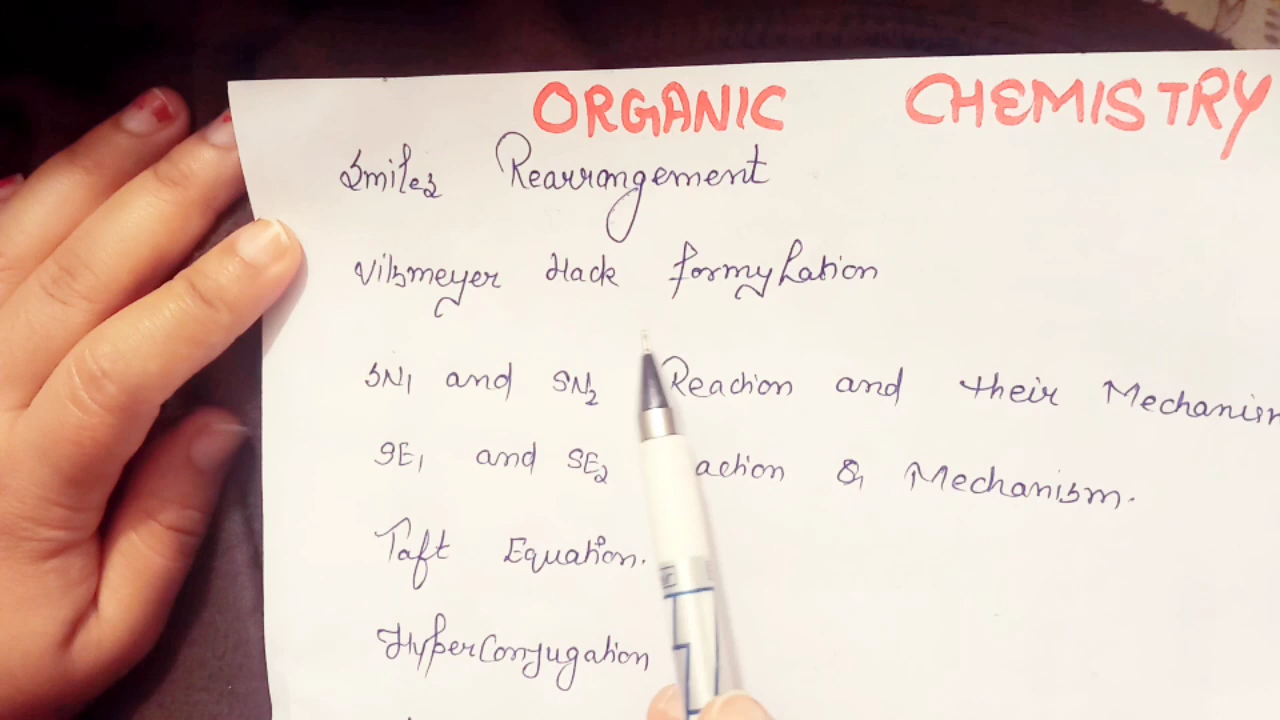 ORGANIC CHEMISTRY
Smiles Rearrangement
Vilsmeyer Hack formylation
SN1 and SN2 Reaction and their Mechanism
SE1 and SE2 action & Mechanism.
Taft Equation.
HyperConjugation